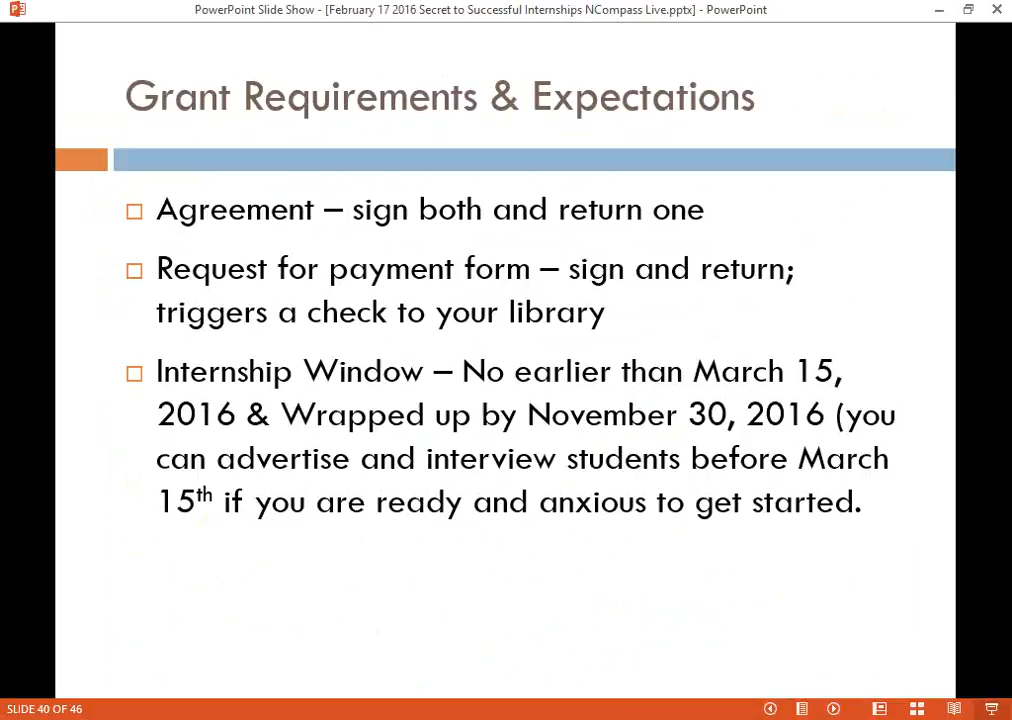 PowerPoint Slide Show - [February 17 2016 Secret to Successful Internships NCompass Live.pptx] - PowerPoint
Grant Requirements & Expectations
Agreement – sign both and return one
Request for payment form – sign and return;
triggers a check to your library
Internship Window – No earlier than March 15,
2016 & Wrapped up by November 30, 2016 (you
can advertise and interview students before March
15th if you are ready and anxious to get started.
SLIDE 40 OF 46